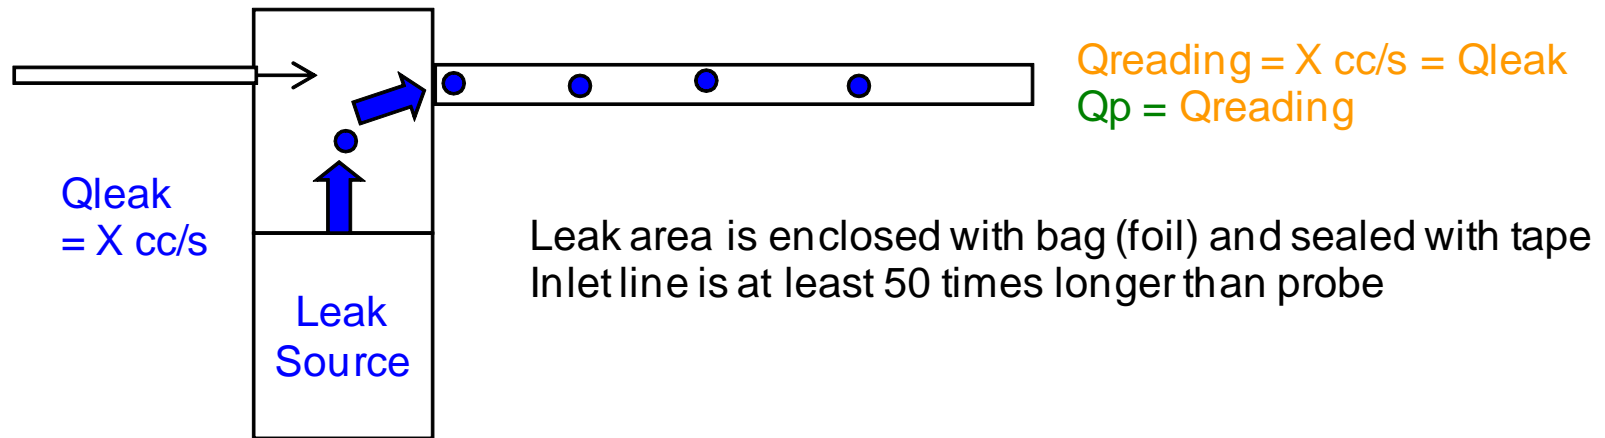 Qreading = X cc/s = Qleak
Qp = Qreading
Qleak
= X cc/s
Leak area is enclosed with bag (foil) and sealed with tape
Inlet line is at least 50 times longer than probe
Leak
Source